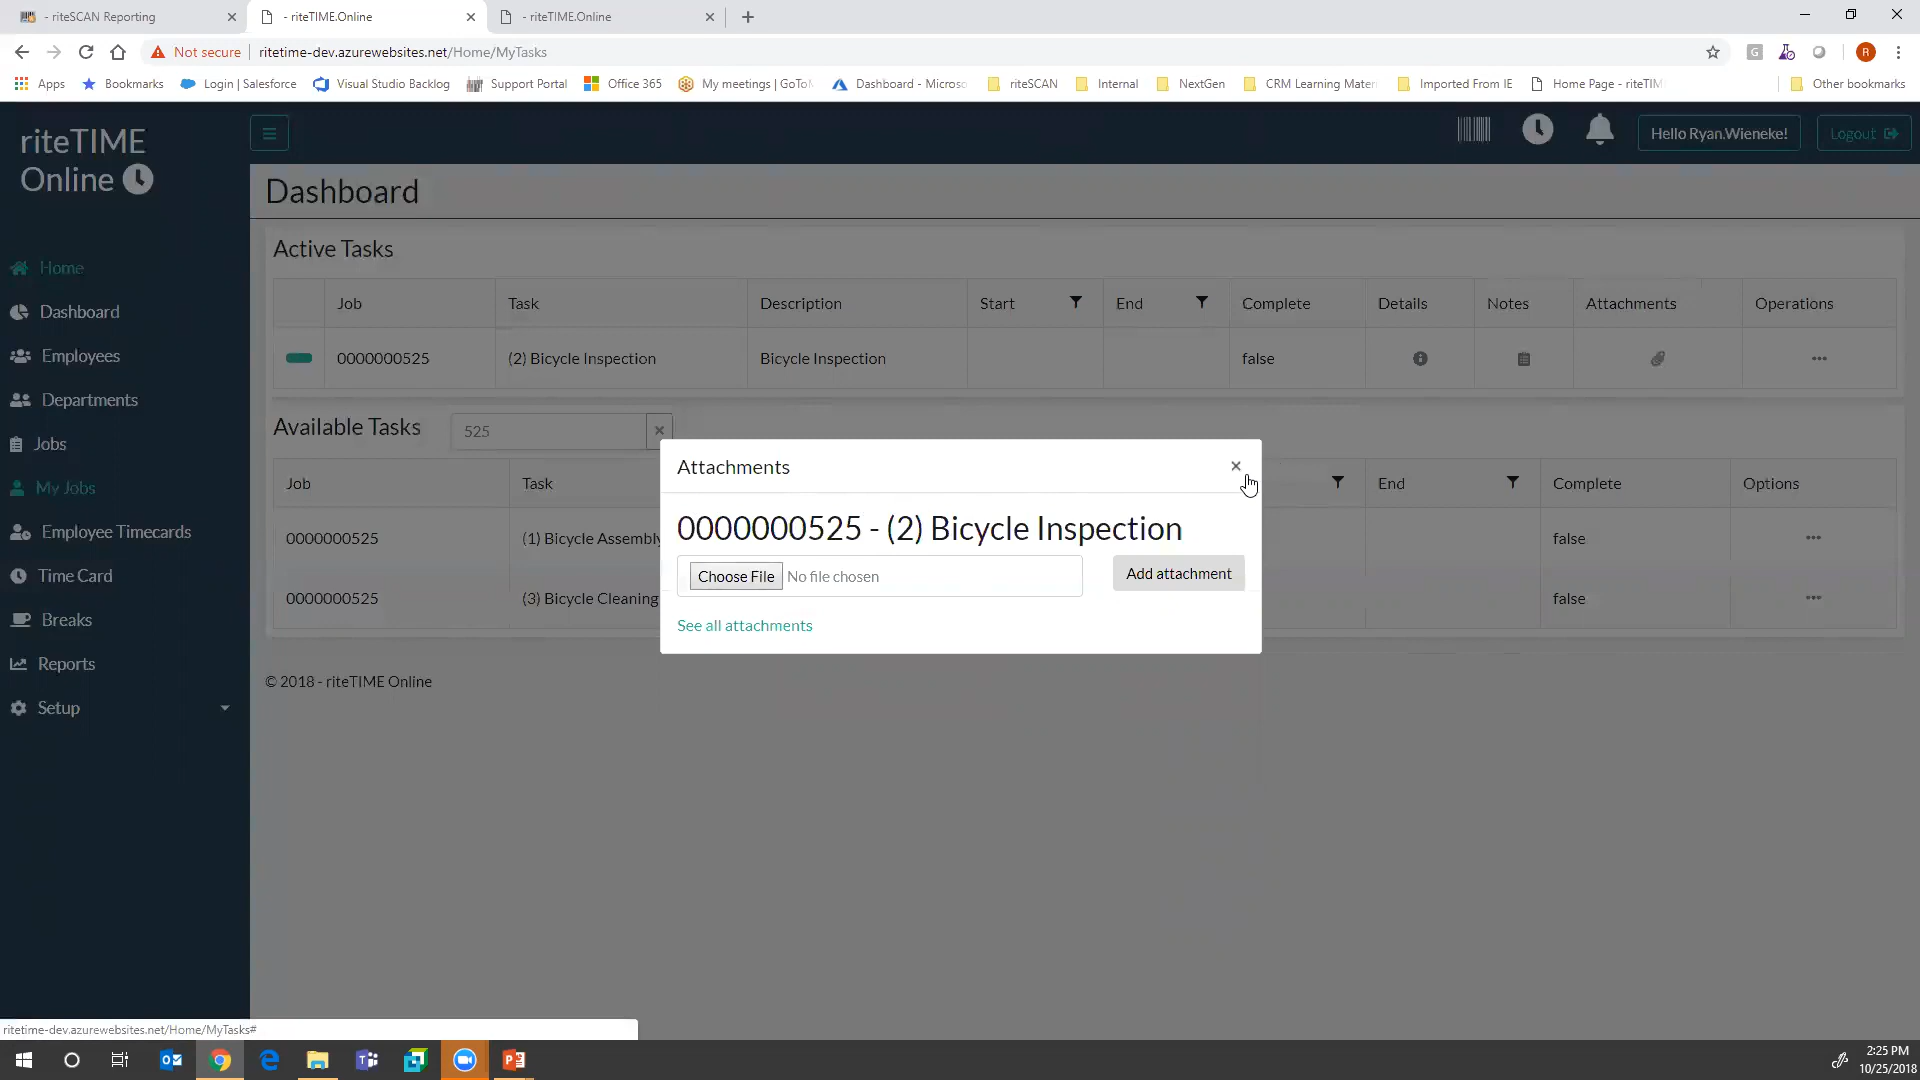 - riteSCAN Reporting
- riteTIME.Online
- riteTIME.Online
Not secure
ritetime-dev.azurewebsites.net/Home/MyTasks
G
R
Apps
Bookmarks
Login | Salesforce
Visual Studio Backlog
Support Portal
Office 365
My meetings | GoTo
Dashboard - Micros
riteSCAN
Internal
NextGen
CRM Learning Mater
Imported From IE
Home Page - riteTIM
Other bookmarks
riteTIME
Online
Hello Ryan.Wieneke!
Logout
Dashboard
Home
Dashboard
Employees
Departments
Jobs
My Jobs
Employee Timecards
Time Card
Breaks
Reports
Setup
Active Tasks
Job Task Description Start End Complete Details Notes Attachments Operations
0000000525 (2) Bicycle Inspection Bicycle Inspection false
Available Tasks 525
Job Task End Complete Options
0000000525 (1) Bicycle Assembly false
0000000525 (3) Bicycle Cleaning false
Attachments
0000000525 - (2) Bicycle Inspection
Choose File No file chosen Add attachment
See all attachments
© 2018 - riteTIME Online
ritetime-dev.azurewebsites.net/Home/MyTasks#
2:25 PM
10/25/2018